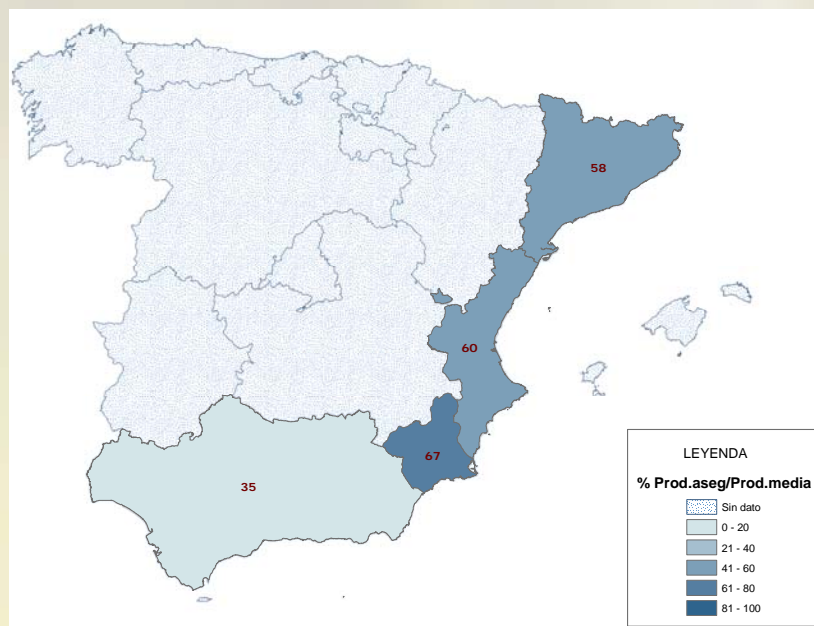 58
60
67
35
LEYENDA
% Prod.aseg/Prod.media
Sin dato
0 - 20
21 - 40
41 - 60
61 - 80
81 - 100